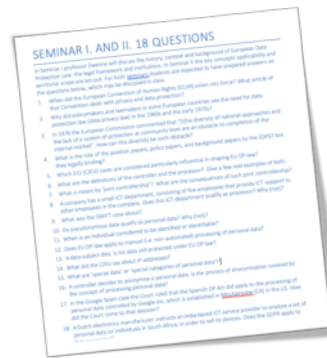 SEMINAR I. AND II. 18 QUESTIONS
In Seminar I professor Zwenne will discuss the history, context and background of European Data
Protection Law: the legal framework and institutions. In Seminar II the key concepts applicability and
territorial scope are set-out. For both seminars students are expected to have prepared answers on
the questions below, which may be discussed in class.
1. When did the European Convention of Human Rights (ECHR) enter into force? What article of
that Convention deals with privacy and data protection?
2. Why did policymakers and lawmakers in some European countries see the need for data
protection law (data privacy law) in the 1960s and the early 1970s?
3. In 1976 the European Commission commented that "[t]he diversity of national approaches and
the lack of a system of protection at community level are an obstacle to completion of the
internal market". How can this diversity be such obstacle?
4. What is the role of the position papers, policy papers, and background papers by the EDPS? Are
they legally binding?
5. Which ECJ (CJEU) cases are considered particularly influential in shaping EU DP law?
6. What are the definitions of the controller and the processor? Give a few real examples of both.
7. What is meant by 'joint controllership'? What are the consequences of such joint controllership?
8. A company has a small ICT-department, consisting of five employees that provide ICT-support to
other employees in the company. Does this ICT-department qualify as processor? Why (not)?
9. What was the SWIFT-case about?
10. Do pseudonymous data qualify as personal data? Why (not)?
11. When is an individual considered to be identified or identifiable?
12. Does EU DP law apply to manual (i.e. non-automated) processing of personal data?
13. A data subject dies. Is his data still protected under EU DP law?
14. What did the CJEU say about IP-addresses?
15. What are 'special data' or 'special categories of personal data'?
16. A controller decides to anonymise a personal data. Is the process of anonymisation covered by
the concept of processing personal data?
17. In the Google Spain case the Court ruled that the Spanish DP Act did apply to the processing of
personal data controlled by Google Inc, which is established in Mountainview (CA) in the US. How
did the Court come to that decision?
18. A Dutch electronics manufacturer instructs an India-based ICT service provider to analyse a set of
personal data on individuals in South Africa, in order to sell its devices. Does the GDPR apply to